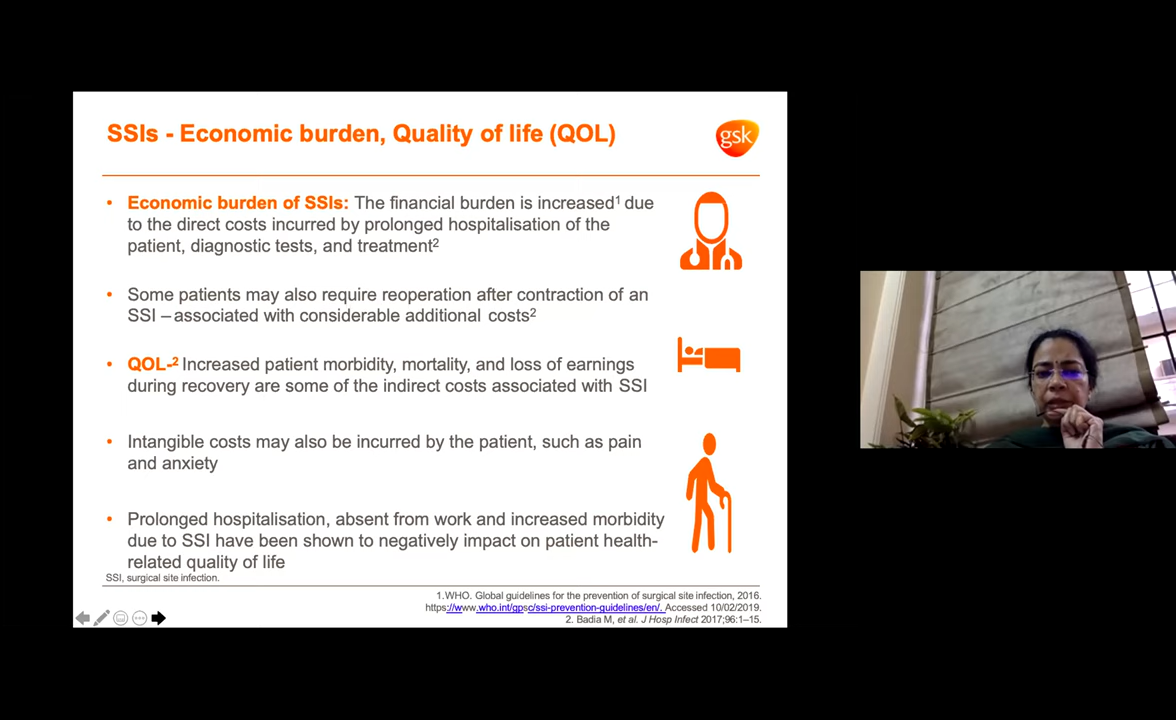 SSIs - Economic burden, Quality of life (QOL)
gsk
• Economic burden of SSIs: The financial burden is increased¹ due
to the direct costs incurred by prolonged hospitalisation of the
patient, diagnostic tests, and treatment²
• Some patients may also require reoperation after contraction of an
SSI – associated with considerable additional costs²
• QOL-² Increased patient morbidity, mortality, and loss of earnings
during recovery are some of the indirect costs associated with SSI
• Intangible costs may also be incurred by the patient, such as pain
and anxiety
• Prolonged hospitalisation, absent from work and increased morbidity
due to SSI have been shown to negatively impact on patient health-
related quality of life
SSI, surgical site infection.
1.WHO. Global guidelines for the prevention of surgical site infection, 2016.
https://www.who.int/gpsc/ssi-prevention-guidelines/en/. Accessed 10/02/2019.
2. Badia M, et al. J Hosp Infect 2017;96:1–15.